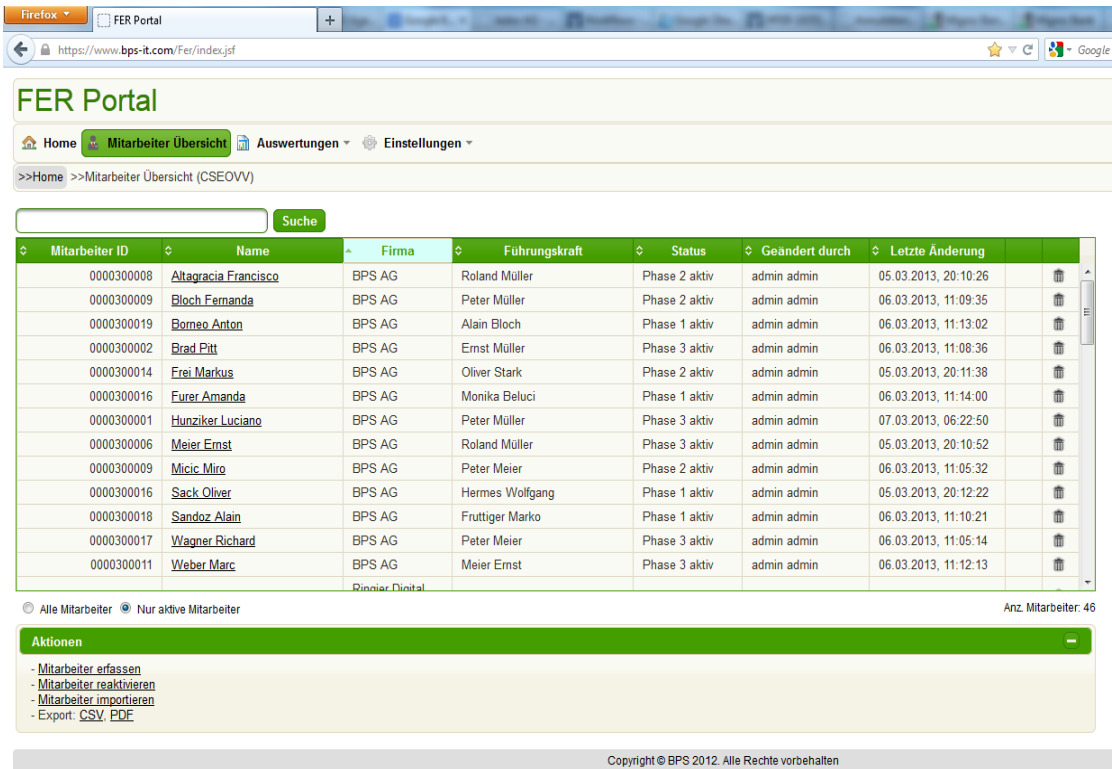 Firefox
FER Portal
https://www.bps-it.com/Fer/index.jsf
Google
FER Portal
Home Mitarbeiter Übersicht Auswertungen Einstellungen
>>Home >>Mitarbeiter Übersicht (CSEOVV)
Suche
Mitarbeiter ID Name Firma Führungskraft Status Geändert durch Letzte Änderung
0000300008 Altagracia Francisco BPS AG Roland Müller Phase 2 aktiv admin admin 05.03.2013, 20:10:26
0000300009 Bloch Fernanda BPS AG Peter Müller Phase 2 aktiv admin admin 06.03.2013, 11:09:35
0000300019 Borneo Anton BPS AG Alain Bloch Phase 1 aktiv admin admin 06.03.2013, 11:13:02
0000300002 Brad Pitt BPS AG Ernst Müller Phase 3 aktiv admin admin 06.03.2013, 11:08:36
0000300014 Frei Markus BPS AG Oliver Stark Phase 2 aktiv admin admin 05.03.2013, 20:11:38
0000300016 Furer Amanda BPS AG Monika Beluci Phase 1 aktiv admin admin 06.03.2013, 11:14:00
0000300001 Hunziker Luciano BPS AG Peter Müller Phase 3 aktiv admin admin 07.03.2013, 06:22:50
0000300006 Meier Ernst BPS AG Roland Müller Phase 3 aktiv admin admin 05.03.2013, 20:10:52
0000300009 Micic Miro BPS AG Peter Meier Phase 2 aktiv admin admin 06.03.2013, 11:05:32
0000300016 Sack Oliver BPS AG Hermes Wolfgang Phase 1 aktiv admin admin 05.03.2013, 20:12:22
0000300018 Sandoz Alain BPS AG Fruttiger Marko Phase 1 aktiv admin admin 06.03.2013, 11:10:21
0000300017 Wagner Richard BPS AG Peter Meier Phase 3 aktiv admin admin 06.03.2013, 11:05:14
0000300011 Weber Marc BPS AG Meier Ernst Phase 3 aktiv admin admin 06.03.2013, 11:12:13
Ringier Digital
Alle Mitarbeiter Nur aktive Mitarbeiter Anz. Mitarbeiter: 46
Aktionen
- Mitarbeiter erfassen
- Mitarbeiter reaktivieren
- Mitarbeiter importieren
- Export: CSV, PDF
Copyright © BPS 2012. Alle Rechte vorbehalten